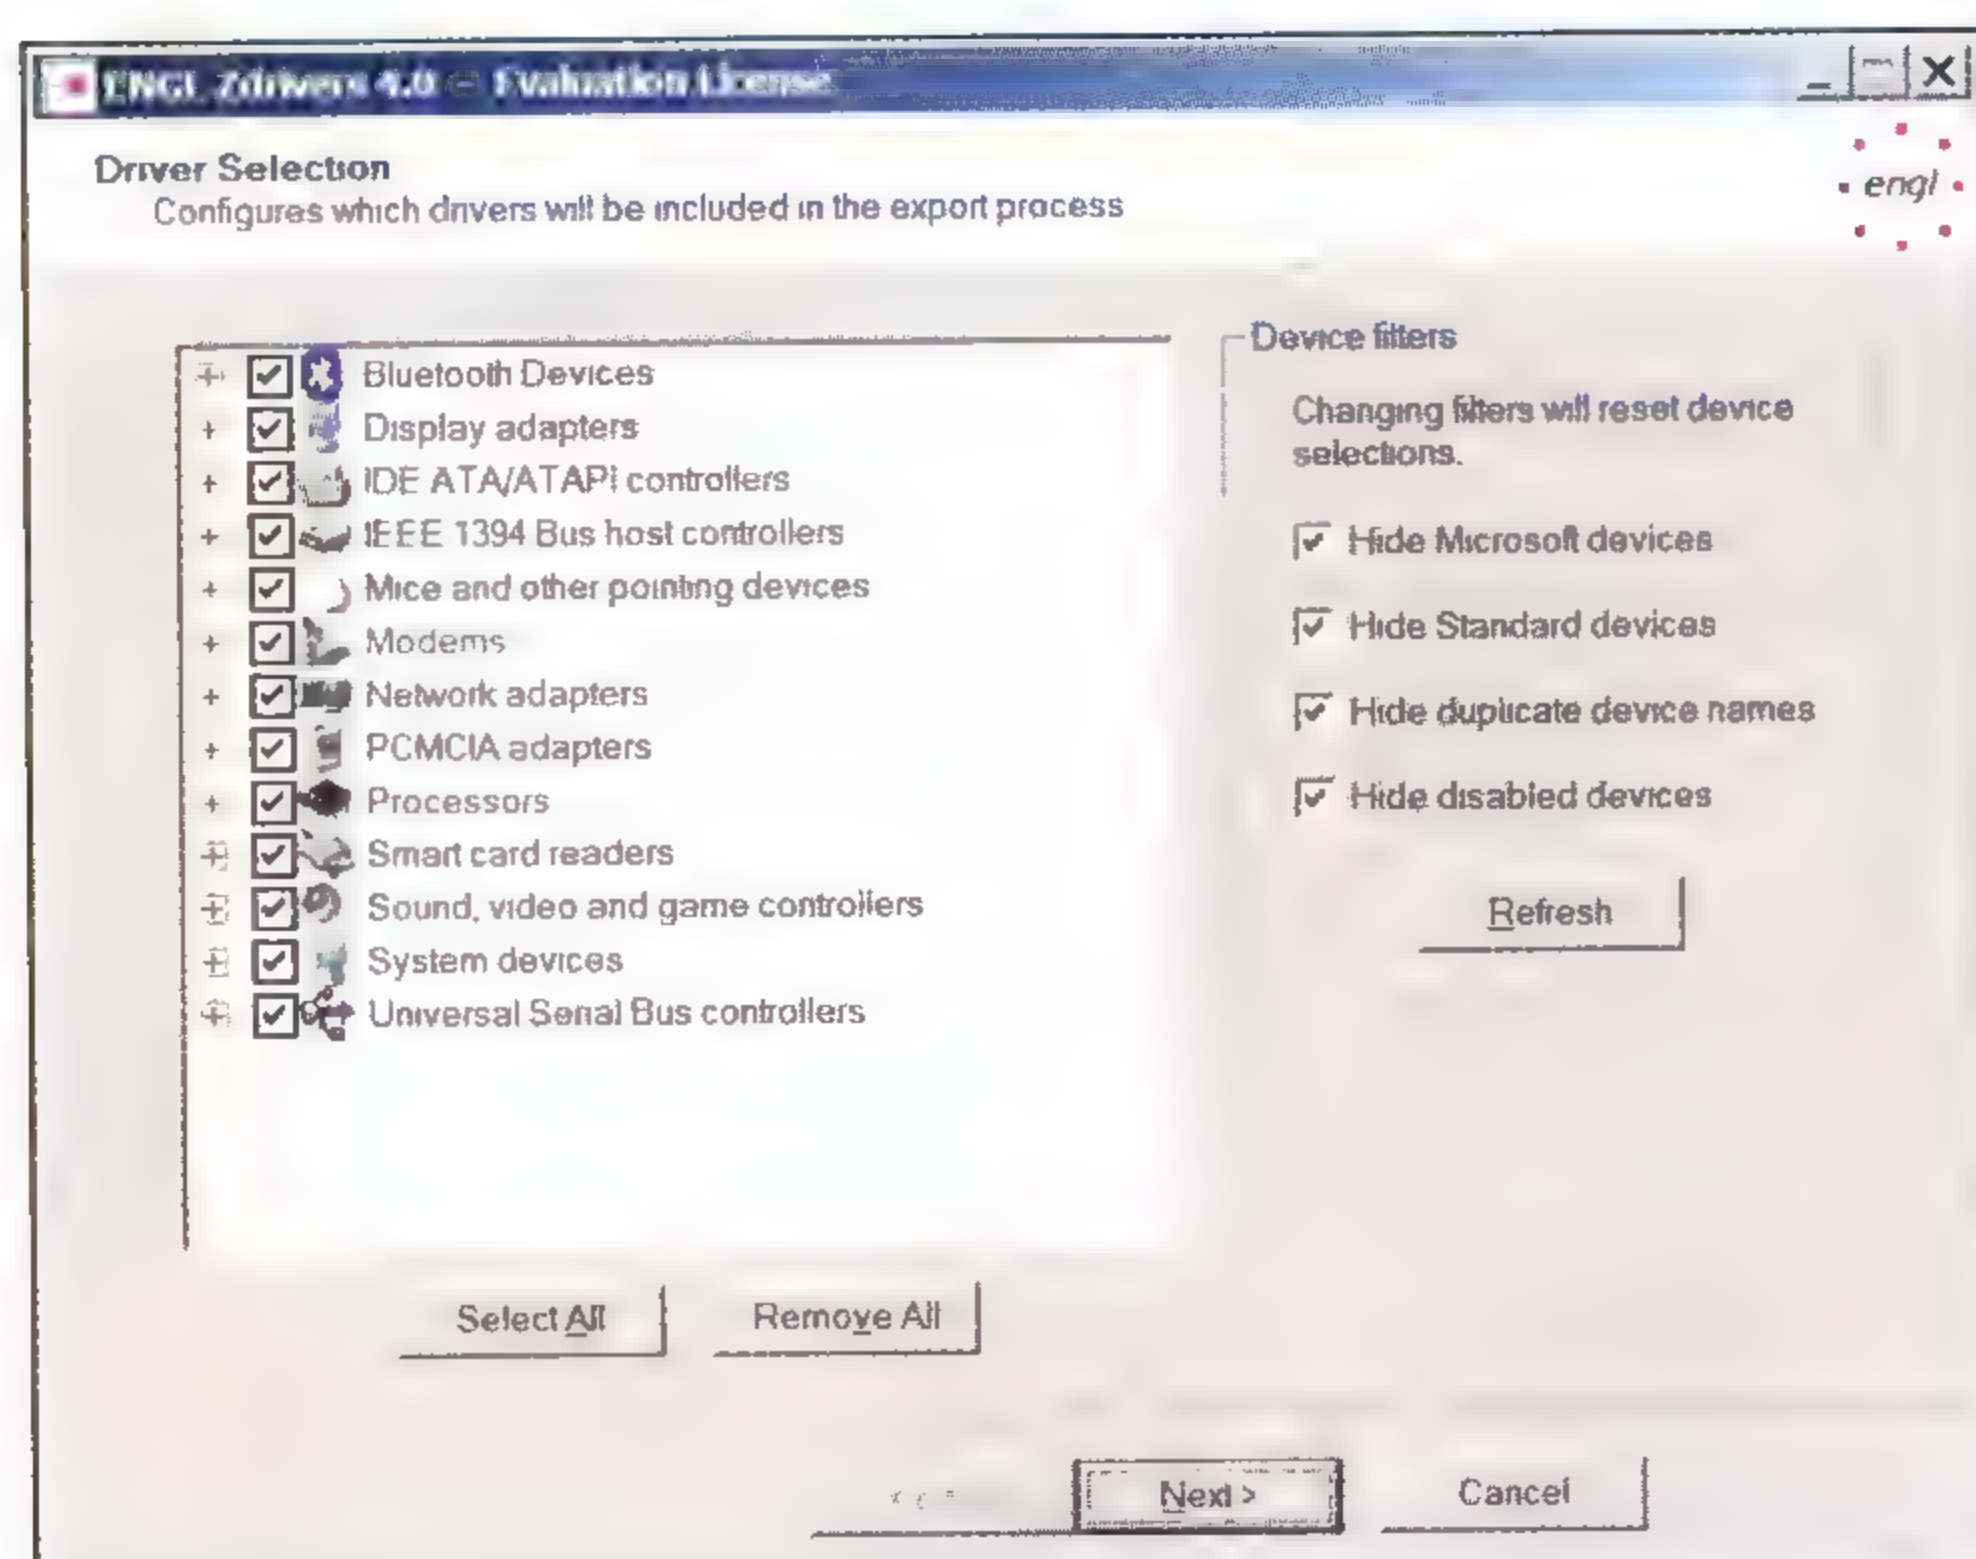 ENGL Zdrivers 4.0 – Evaluation License
engl
Driver Selection
Configures which drivers will be included in the export process
Bluetooth Devices
Display adapters
IDE ATA/ATAPI controllers
IEEE 1394 Bus host controllers
Mice and other pointing devices
Modems
Network adapters
PCMCIA adapters
Processors
Smart card readers
Sound, video and game controllers
System devices
Universal Serial Bus controllers
Device filters
Changing filters will reset device
selections.
Hide Microsoft devices
Hide Standard devices
Hide duplicate device names
Hide disabled devices
Refresh
Select All
Remove All
Next >
Cancel